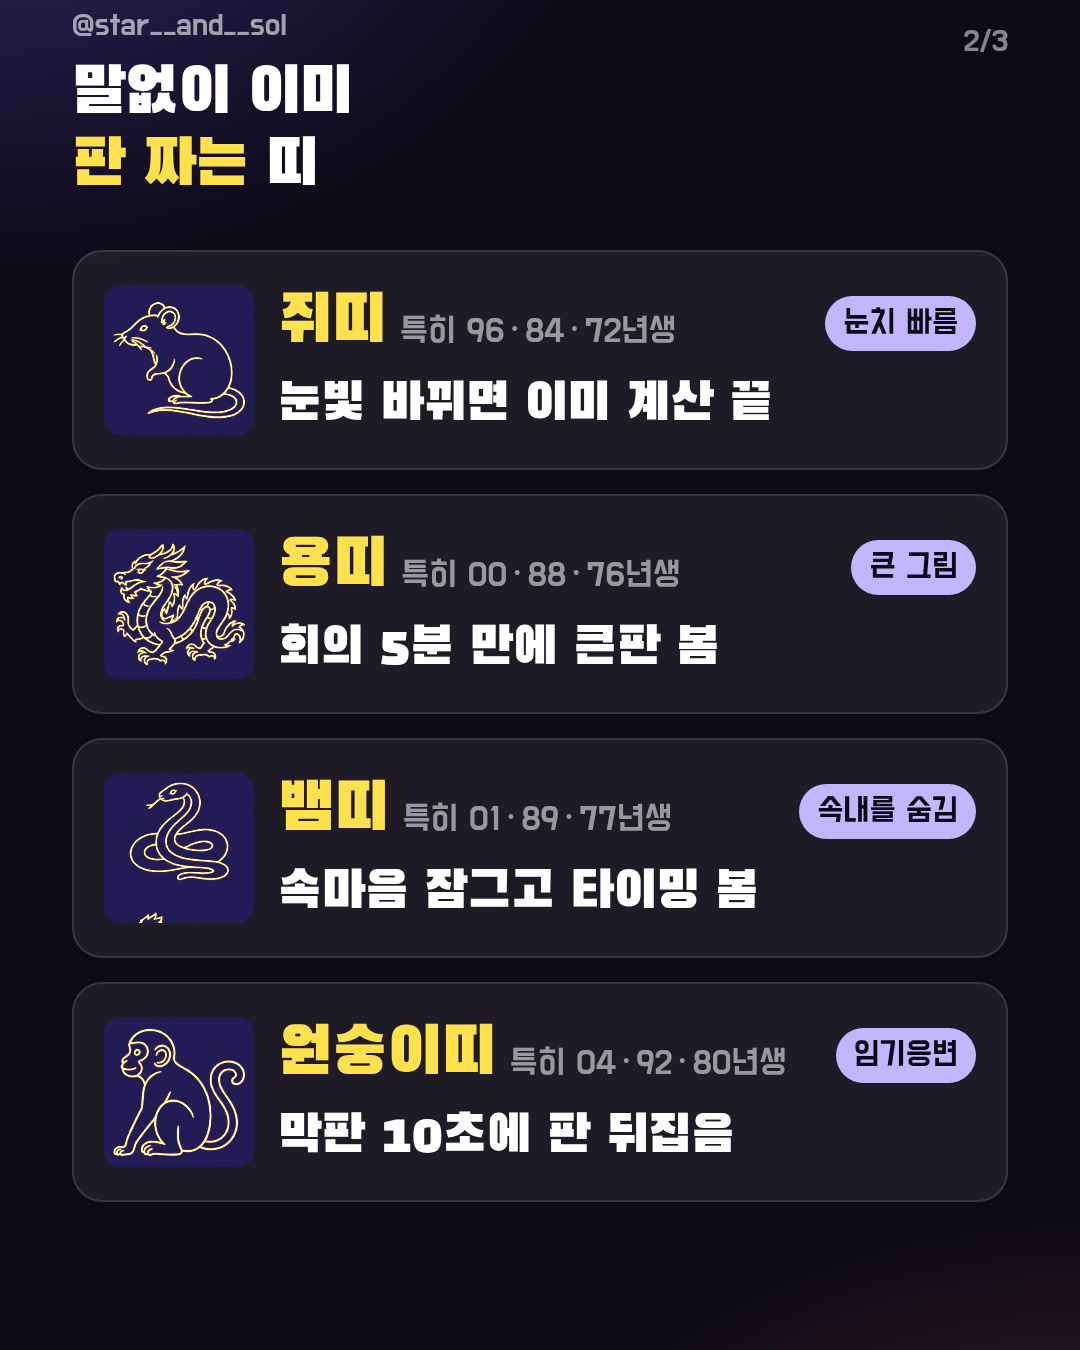 @star__and__sol
2/3
말없이 이미
판 짜는 띠
쥐띠 특히 96·84·72년생
눈치 빠름
눈빛 바뀌면 이미 계산 끝
용띠 특히 00·88·76년생
큰 그림
회의 5분 만에 큰판 봄
뱀띠 특히 01·89·77년생
속내를 숨김
속마음 잠그고 타이밍 봄
원숭이띠 특히 04·92·80년생
임기응변
막판 10초에 판 뒤집음